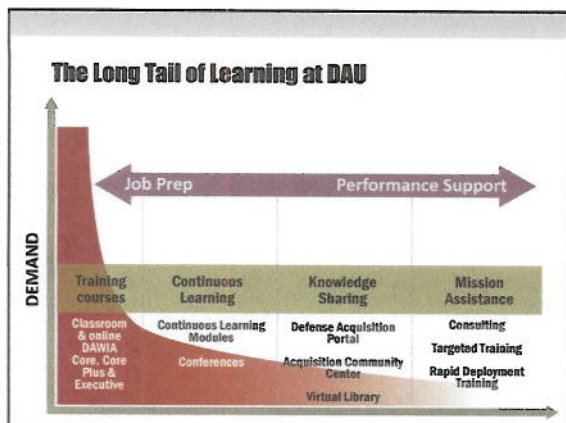 The Long Tail of Learning at DAU
Job Prep
Performance Support
DEMAND
Training
courses
Continuous
Learning
Knowledge
Sharing
Mission
Assistance
Classroom
& online
DAWIA
Core, Core
Plus &
Executive
Continuous Learning
Modules
Conferences
Defense Acquisition
Portal
Acquisition Community
Center
Virtual Library
Consulting
Targeted Training
Rapid Deployment
Training